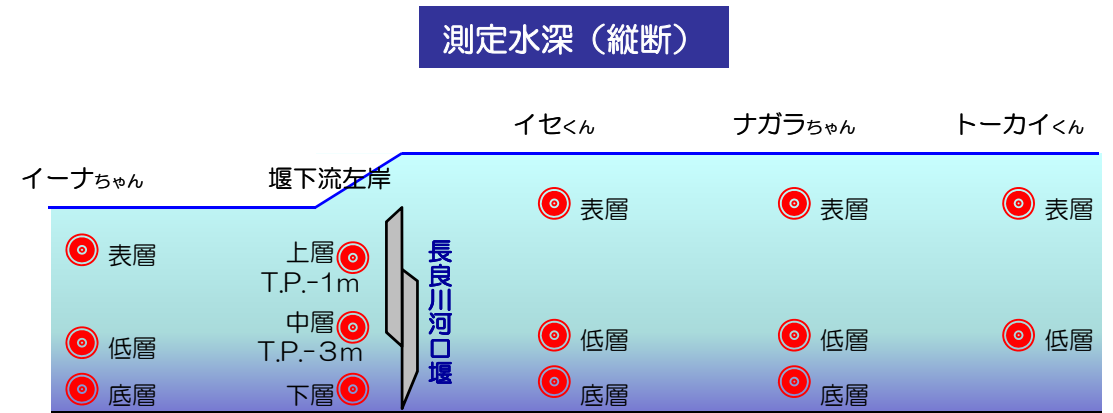 測定水深（縦断）
イセくん
ナガラちゃん
トーカイくん
イーナちゃん
堰下流左岸
表層
表層
表層
表層
上層
T.P.-1m
長良川河口堰
中層
T.P.-3m
低層
低層
低層
低層
底層
下層
底層
底層